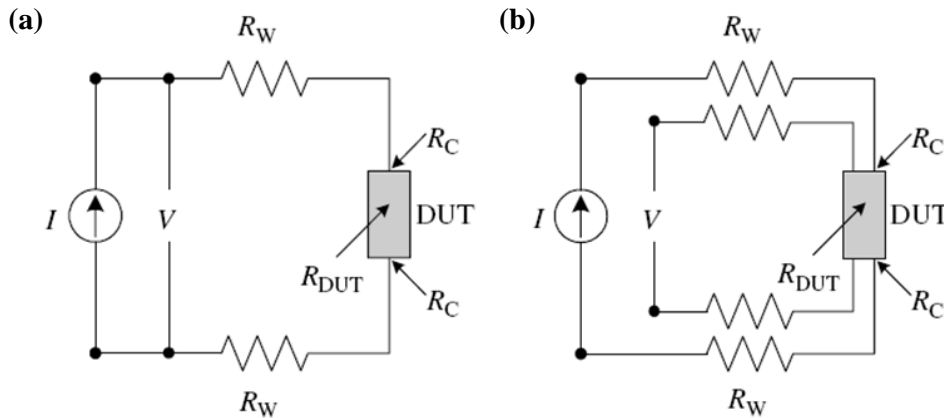 (a)
R_W
I
V
R_C
DUT
R_DUT
R_C
R_W
(b)
R_W
I
V
R_C
DUT
R_DUT
R_C
R_W